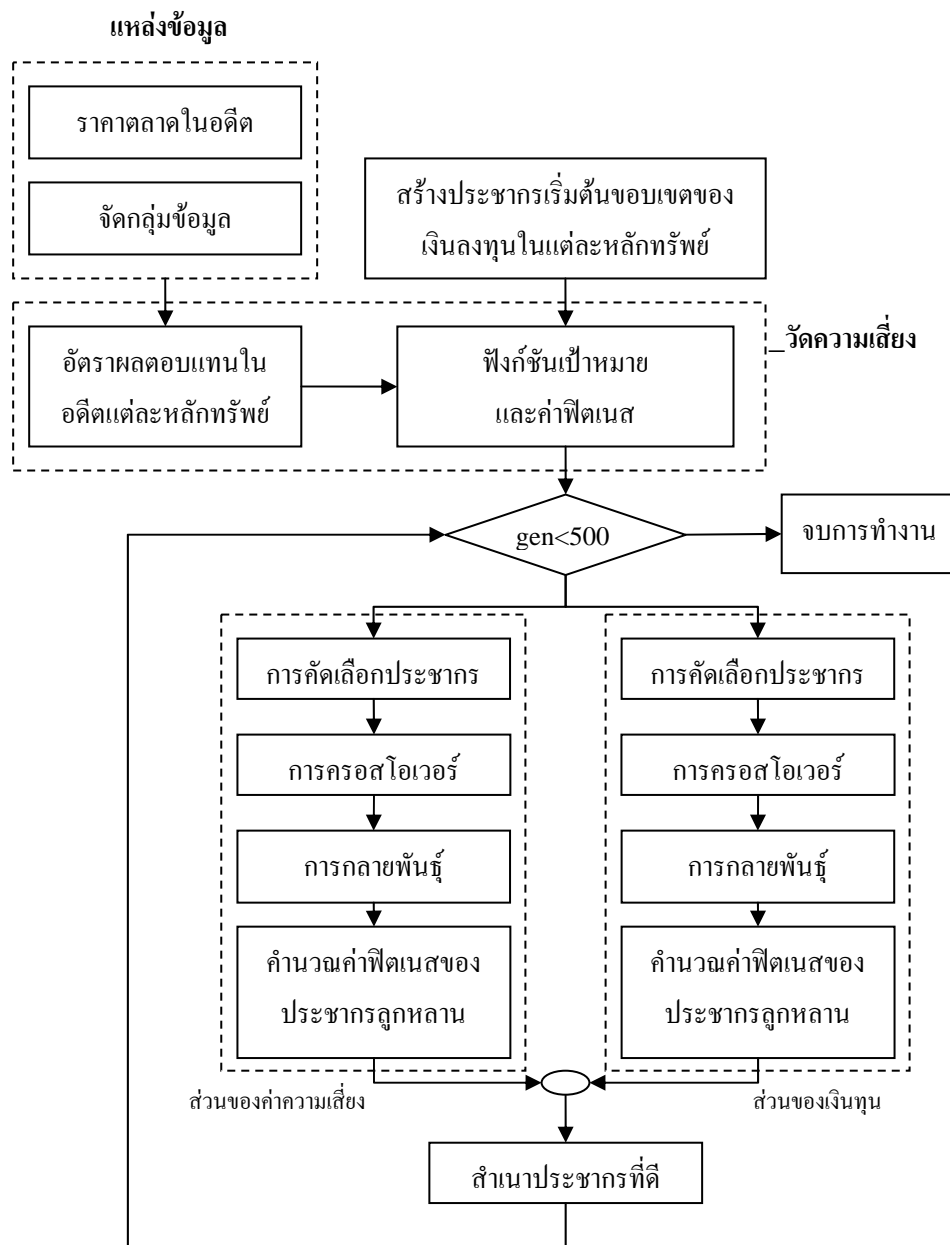 แหล่งข้อมูล
ราคาตลาดในอดีต
จัดกลุ่มข้อมูล
สร้างประชากรเริ่มต้นขอบเขตของ
เงินลงทุนในแต่ละหลักทรัพย์
อัตราผลตอบแทนใน
อดีตแต่ละหลักทรัพย์
ฟังก์ชันเป้าหมาย
และค่าฟิตเนส
วัดความเสี่ยง
gen<500
จบการทำงาน
การคัดเลือกประชากร
การครอสโอเวอร์
การกลายพันธุ์
คำนวณค่าฟิตเนสของ
ประชากรลูกหลาน
ส่วนของค่าความเสี่ยง
การคัดเลือกประชากร
การครอสโอเวอร์
การกลายพันธุ์
คำนวณค่าฟิตเนสของ
ประชากรลูกหลาน
ส่วนของเงินทุน
สำเนาประชากรที่ดี